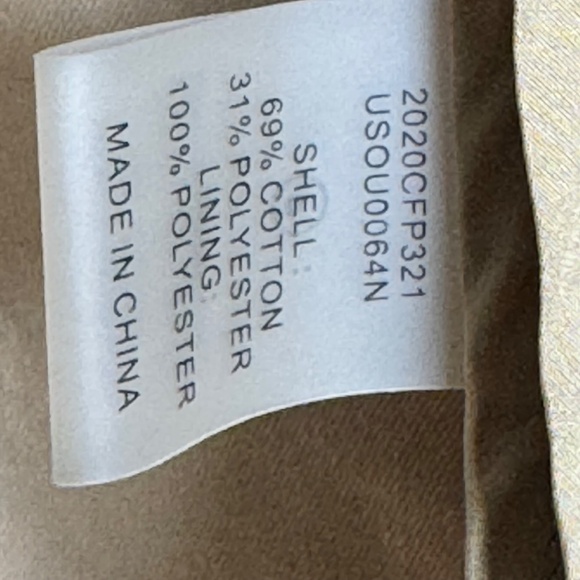 2020CFP321
USOU0064N
SHELL:
69% COTTON
31% POLYESTER
LINING:
100% POLYESTER
MADE IN CHINA